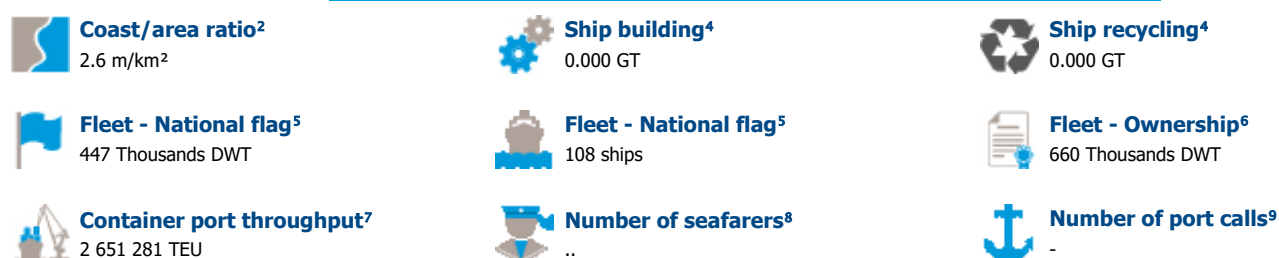 Coast/area ratio²
2.6 m/km²
Ship building⁴
0.000 GT
Ship recycling⁴
0.000 GT
Fleet - National flag⁵
447 Thousands DWT
Fleet - National flag⁵
108 ships
Fleet - Ownership⁶
660 Thousands DWT
Container port throughput⁷
2 651 281 TEU
Number of seafarers⁸
..
Number of port calls⁹
-